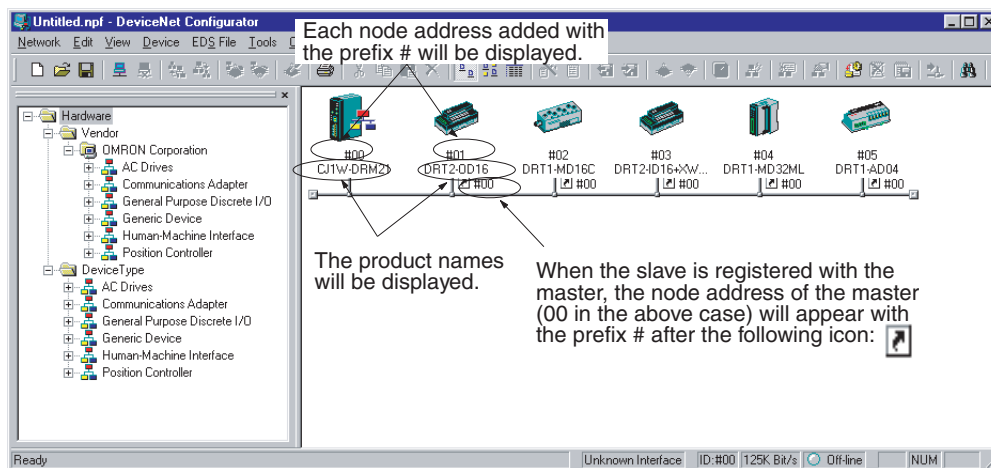 Untitled.npf - DeviceNet Configurator
Network Edit View Device EDS File Tools
Each node address added with
the prefix # will be displayed.
Hardware
Vendor
OMRON Corporation
AC Drives
Communications Adapter
General Purpose Discrete I/O
Generic Device
Human-Machine Interface
Position Controller
DeviceType
AC Drives
Communications Adapter
General Purpose Discrete I/O
Generic Device
Human-Machine Interface
Position Controller
#00 #01 #02 #03 #04 #05
CJ1W-DRM21 DRT2-OD16 DRT1-MD16C DRT2-ID16+XW... DRT1-MD32ML DRT1-AD04
#00 #00 #00 #00 #00
The product names
will be displayed.
When the slave is registered with the
master, the node address of the master
(00 in the above case) will appear with
the prefix # after the following icon:
Ready Unknown Interface ID:#00 125K Bit/s Off-line NUM